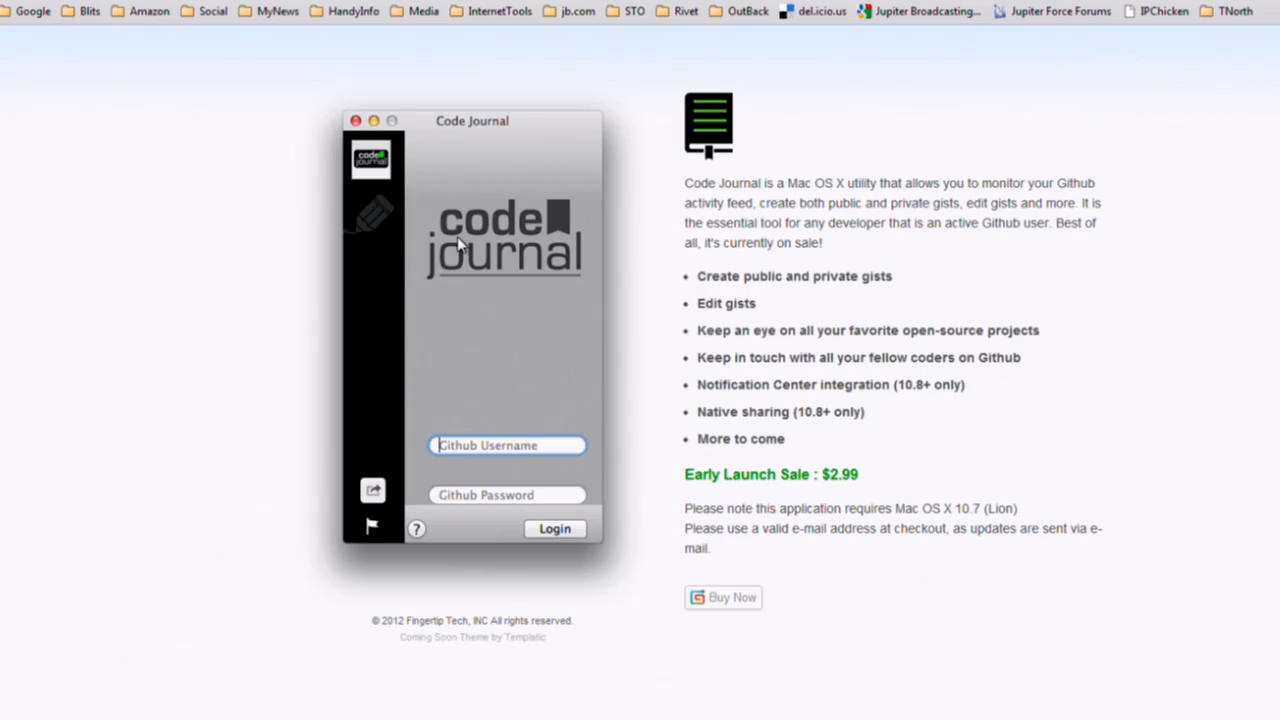 Google Blits Amazon Social MyNews HandyInfo Media InternetTools jb.com STO Rivet OutBack del.icio.us Jupiter Broadcasting... Jupiter Force Forums IPChicken TNorth
Code Journal
code journal
code
journal
Github Username
Github Password
? Login
© 2012 Fingertip Tech, INC All rights reserved.
Coming Soon Theme by Templatic
Code Journal is a Mac OS X utility that allows you to monitor your Github
activity feed, create both public and private gists, edit gists and more. It is
the essential tool for any developer that is an active Github user. Best of
all, it's currently on sale!
• Create public and private gists
• Edit gists
• Keep an eye on all your favorite open-source projects
• Keep in touch with all your fellow coders on Github
• Notification Center integration (10.8+ only)
• Native sharing (10.8+ only)
• More to come
Early Launch Sale : $2.99
Please note this application requires Mac OS X 10.7 (Lion)
Please use a valid e-mail address at checkout, as updates are sent via e-
mail.
Buy Now